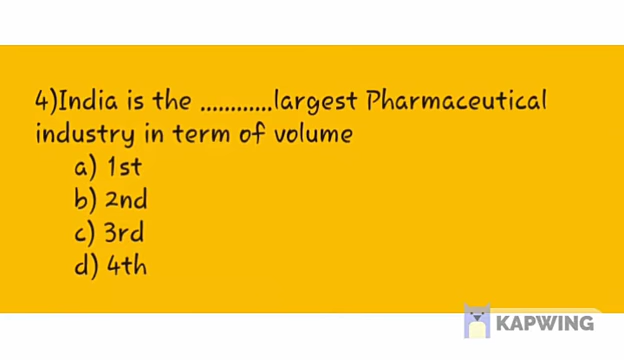 4)India is the ............largest Pharmaceutical
industry in term of volume
a) 1st
b) 2nd
c) 3rd
d) 4th
KAPWING